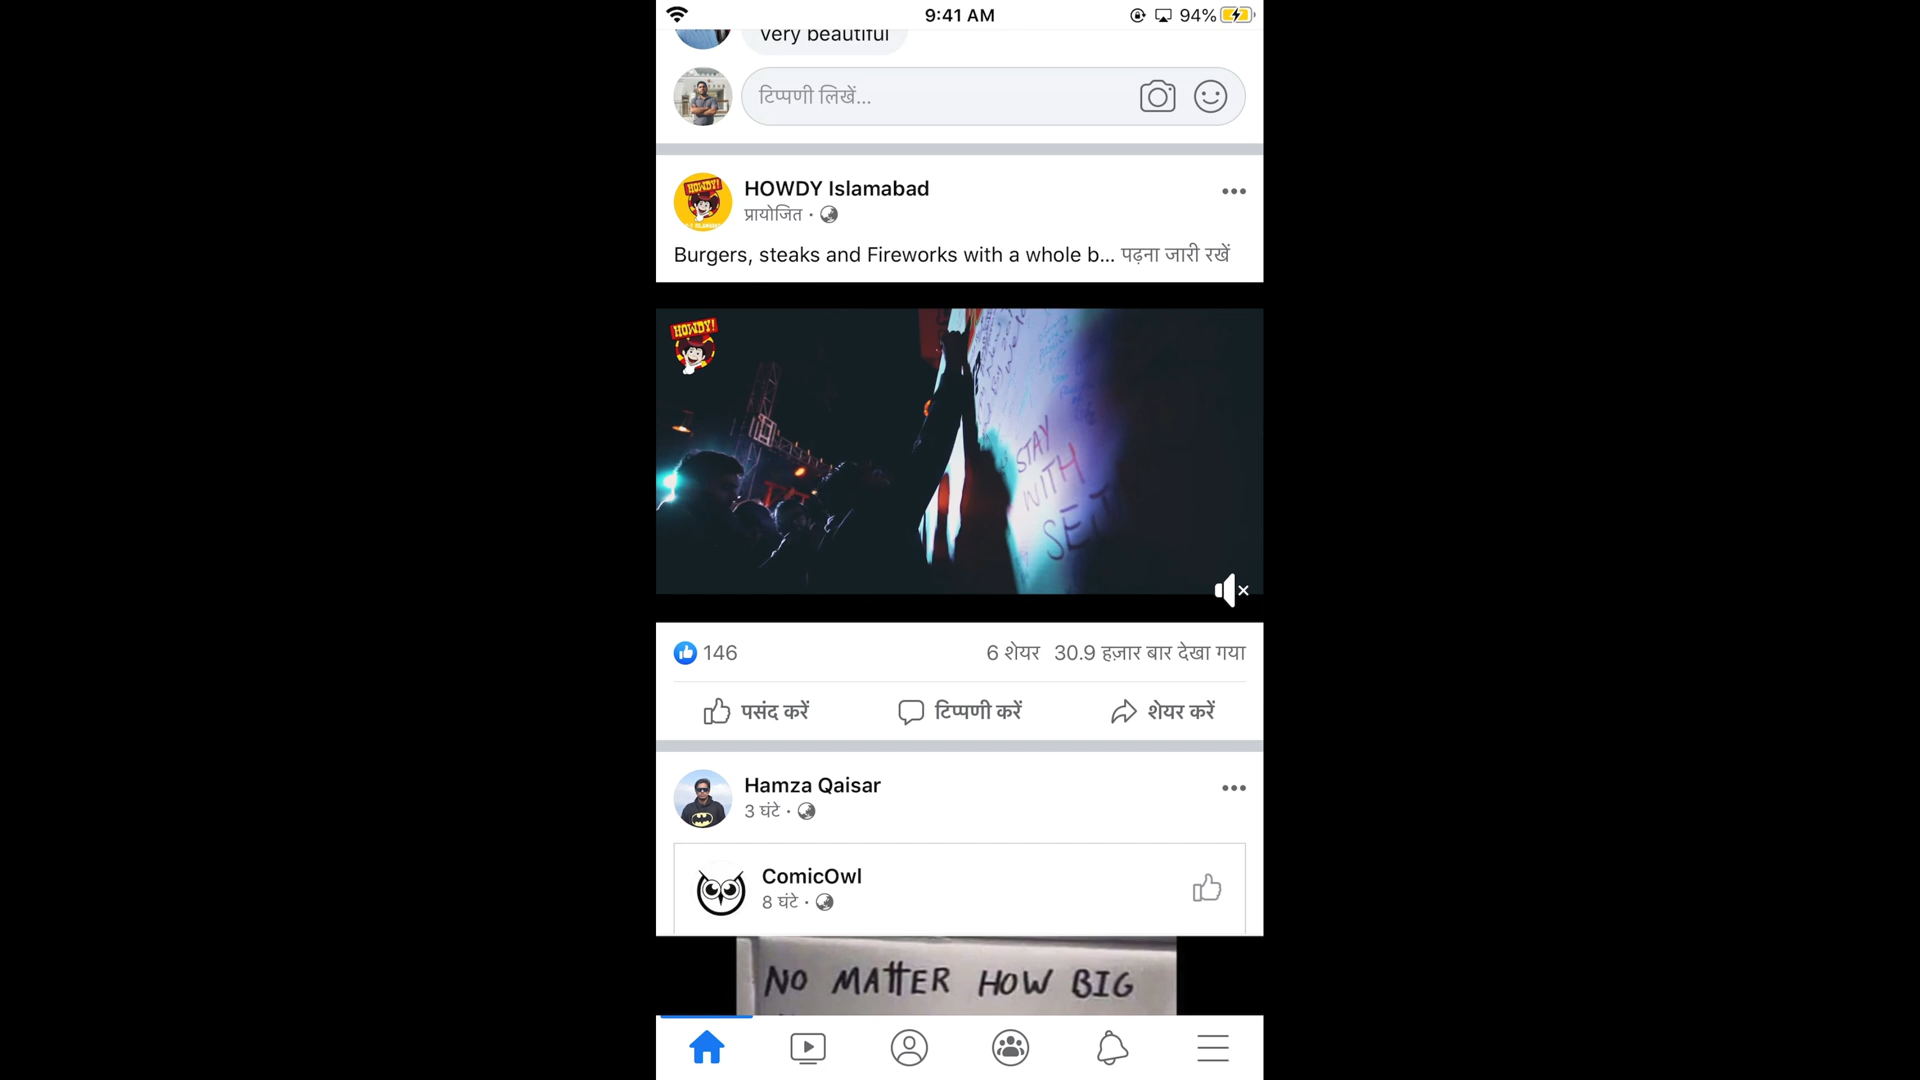 9:41 AM
94%
Very beautiful
टिप्पणी लिखें...
HOWDY Islamabad
प्रायोजित ·
Burgers, steaks and Fireworks with a whole b... पढ़ना जारी रखें
HOWDY!
STAY
WITH
146
6 शेयर 30.9 हज़ार बार देखा गया
पसंद करें
टिप्पणी करें
शेयर करें
Hamza Qaisar
3 घंटे ·
ComicOwl
8 घंटे ·
NO MATTER HOW BIG